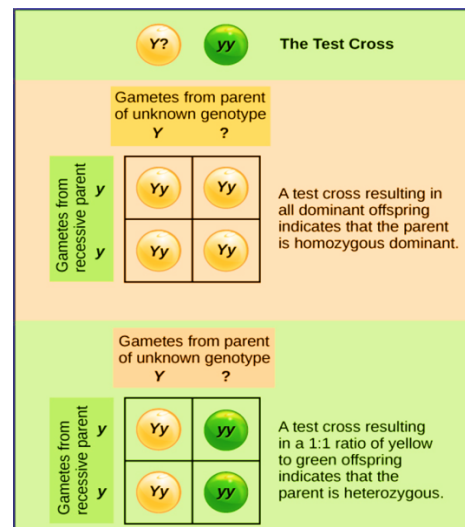 Y? yy The Test Cross
Gametes from parent
of unknown genotype
Y ?
Gametes from
recessive parent
y
y
Yy Yy
Yy Yy
A test cross resulting in
all dominant offspring
indicates that the parent
is homozygous dominant.
Gametes from parent
of unknown genotype
Y ?
Gametes from
recessive parent
y
y
Yy yy
Yy yy
A test cross resulting
in a 1:1 ratio of yellow
to green offspring
indicates that the
parent is heterozygous.